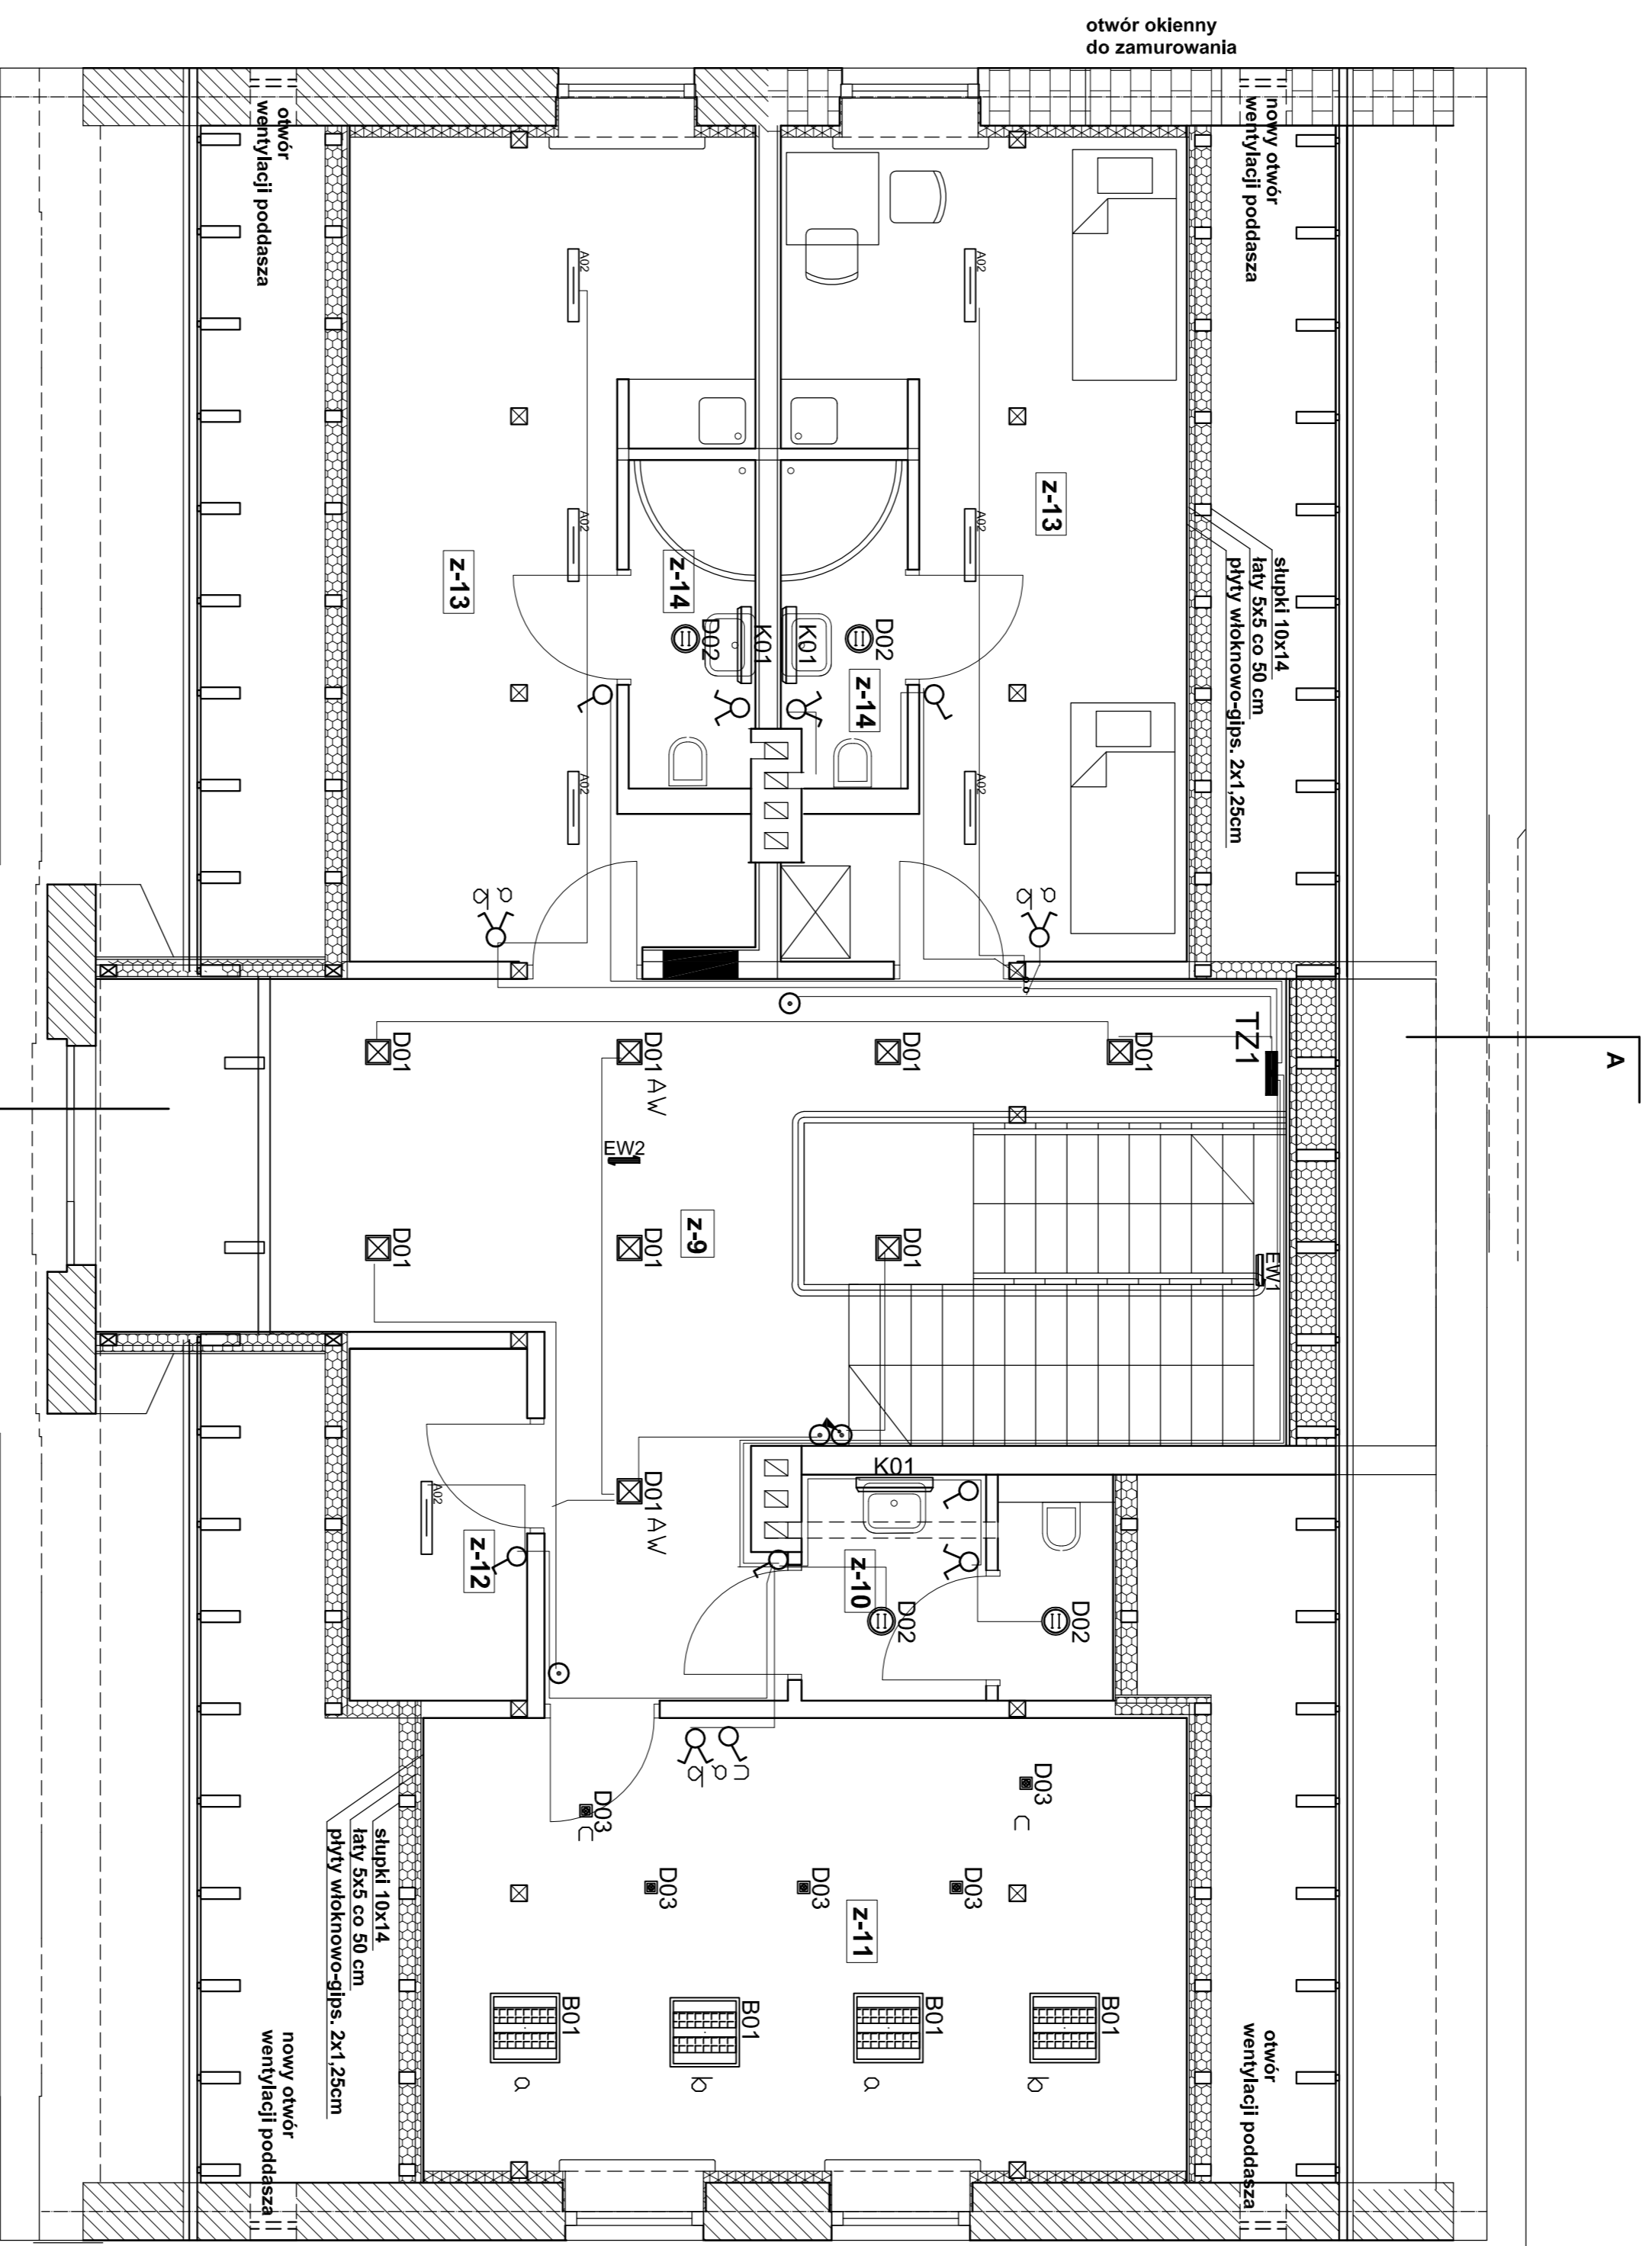 otwór okienny
do zamurowania
otwór
wentylacji poddasza
nowy otwór
wentylacji poddasza
A02
A02
z-13
słupki 10x14
łaty 5x5 co 50 cm
płyty włoknowo-gips. 2x1,25cm
A02
A02
z-13
z-14
D02
K01
K01
D02
z-14
A02
A02
a
b
a
b
TZ1
A
D01
D01 AW
D01
D01
EW2
z-9
EW1
D01
D01
D01
K01
D01 AW
A02
z-12
z-10
D02
D02
a
b
c
D03
c
D03
c
D03
D03
D03
z-11
słupki 10x14
łaty 5x5 co 50 cm
płyty włoknowo-gips. 2x1,25cm
B01
a
B01
b
B01
a
B01
b
nowy otwór
wentylacji poddasza
otwór
wentylacji poddasza